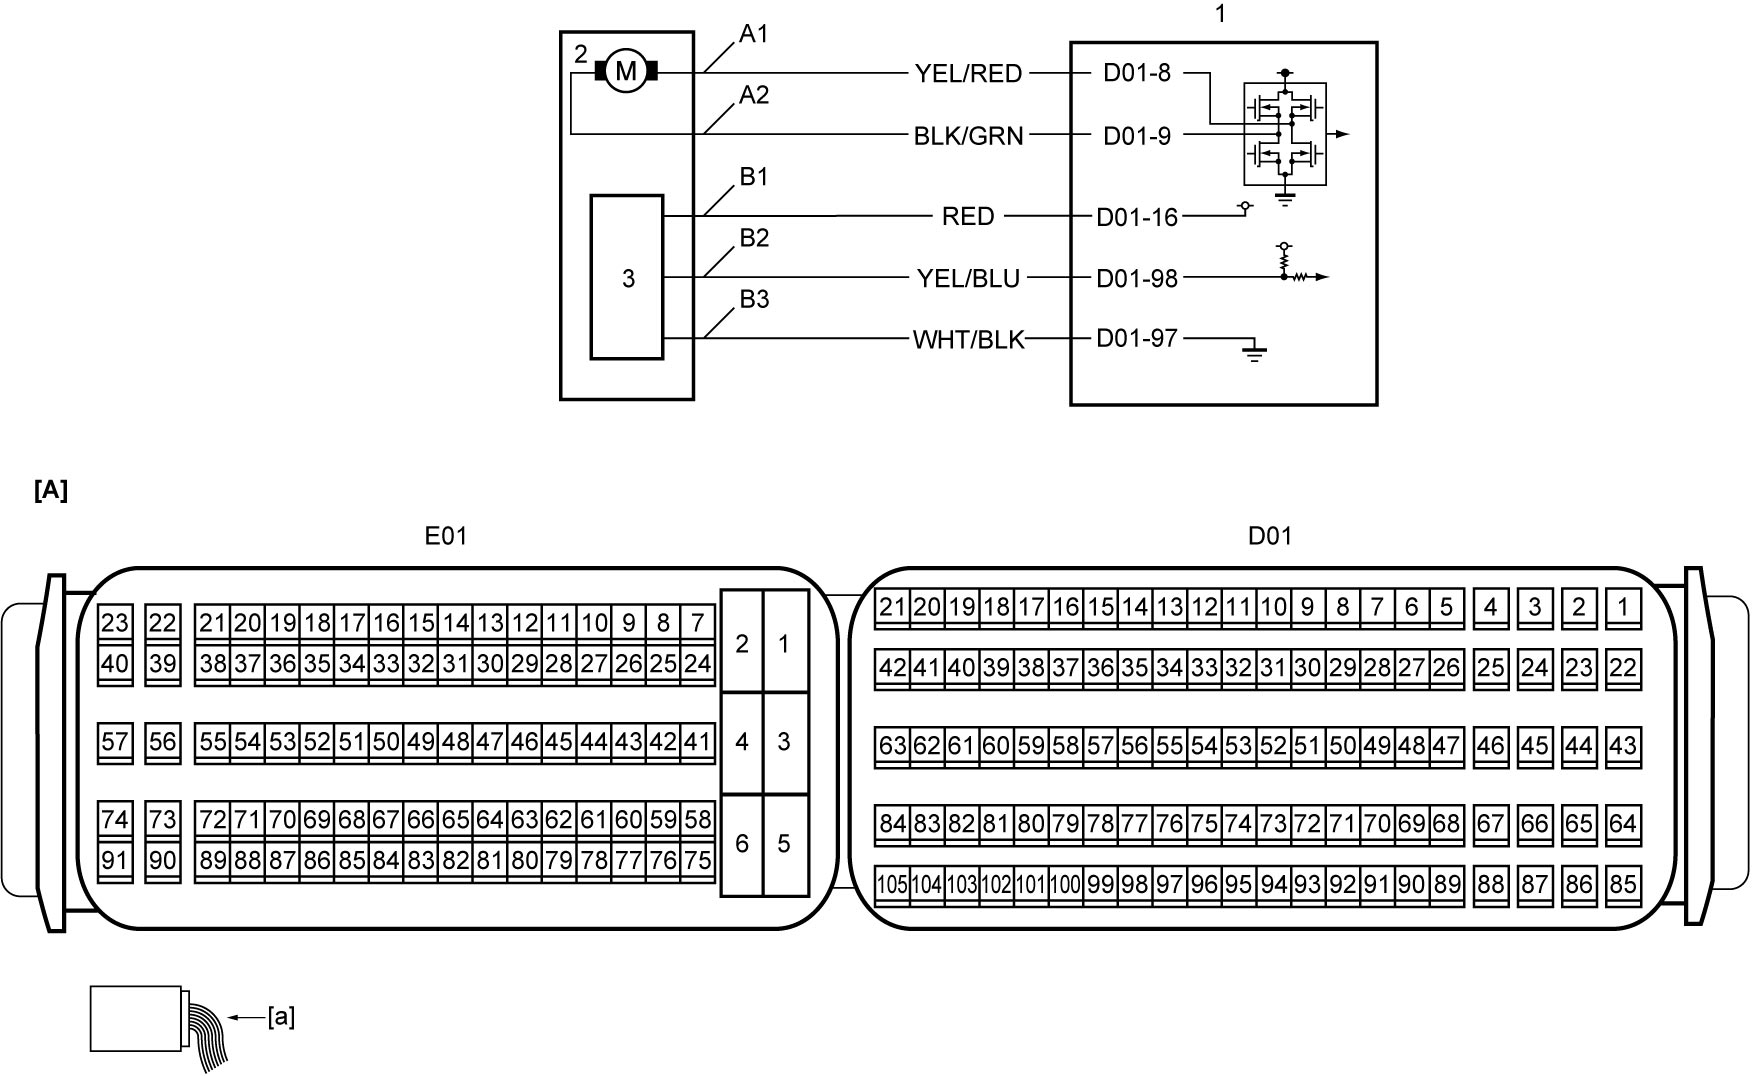 1
2 M A1 YEL/RED D01-8
A2 BLK/GRN D01-9
B1 RED D01-16
3 B2 YEL/BLU D01-98
B3 WHT/BLK D01-97
[A]
E01
23 22 21 20 19 18 17 16 15 14 13 12 11 10 9 8 7
40 39 38 37 36 35 34 33 32 31 30 29 28 27 26 25 24
2 1
57 56 55 54 53 52 51 50 49 48 47 46 45 44 43 42 41
4 3
74 73 72 71 70 69 68 67 66 65 64 63 62 61 60 59 58
91 90 89 88 87 86 85 84 83 82 81 80 79 78 77 76 75
6 5
D01
21 20 19 18 17 16 15 14 13 12 11 10 9 8 7 6 5 4 3 2 1
42 41 40 39 38 37 36 35 34 33 32 31 30 29 28 27 26 25 24 23 22
63 62 61 60 59 58 57 56 55 54 53 52 51 50 49 48 47 46 45 44 43
84 83 82 81 80 79 78 77 76 75 74 73 72 71 70 69 68 67 66 65 64
105 104 103 102 101 100 99 98 97 96 95 94 93 92 91 90 89 88 87 86 85
[a]